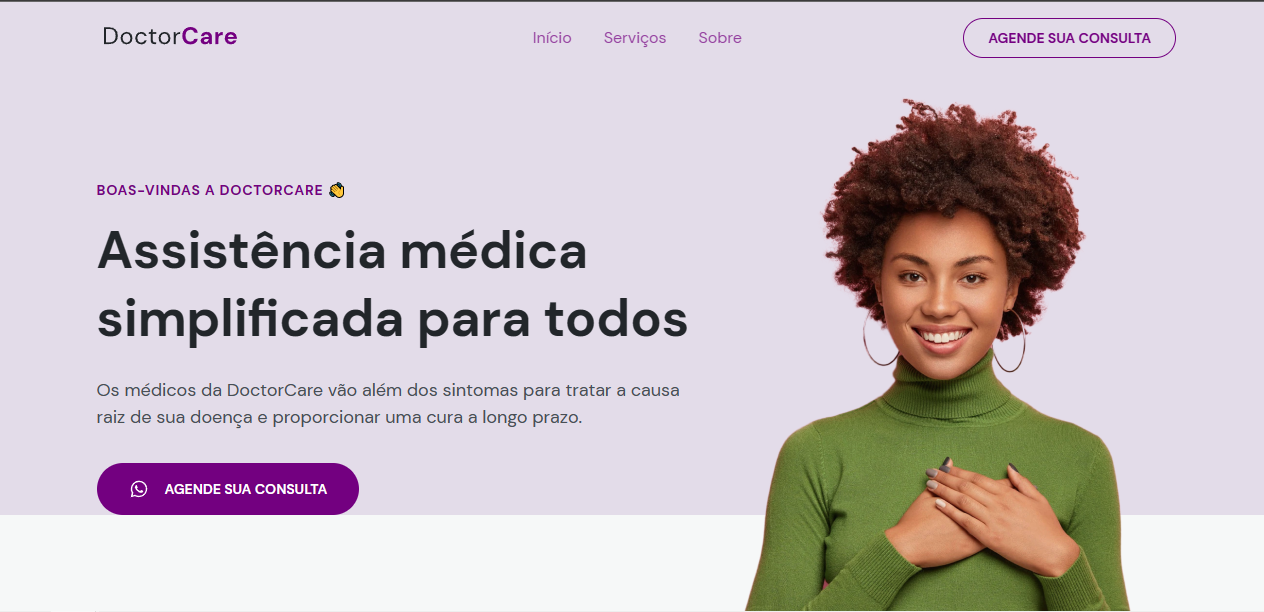 DoctorCare
Início
Serviços
Sobre
AGENDE SUA CONSULTA
BOAS-VINDAS A DOCTORCARE 👋
Assistência médica
simplificada para todos
Os médicos da DoctorCare vão além dos sintomas para tratar a causa
raiz de sua doença e proporcionar uma cura a longo prazo.
AGENDE SUA CONSULTA